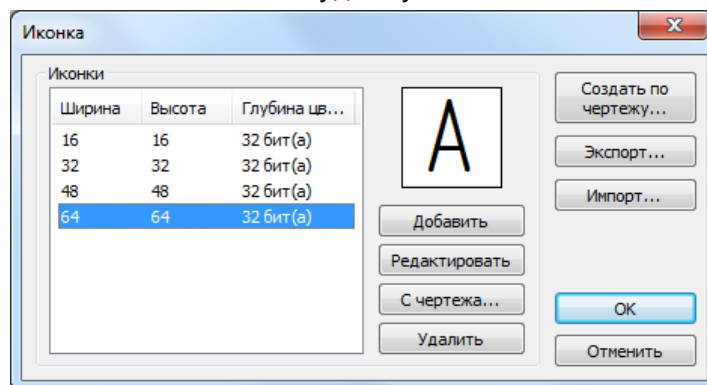 Иконка
Иконки
Ширина Высота Глубина цв...
16 16 32 бит(а)
32 32 32 бит(а)
48 48 32 бит(а)
64 64 32 бит(а)
A
Добавить
Редактировать
С чертежа...
Удалить
Создать по
чертежу...
Экспорт...
Импорт...
OK
Отменить